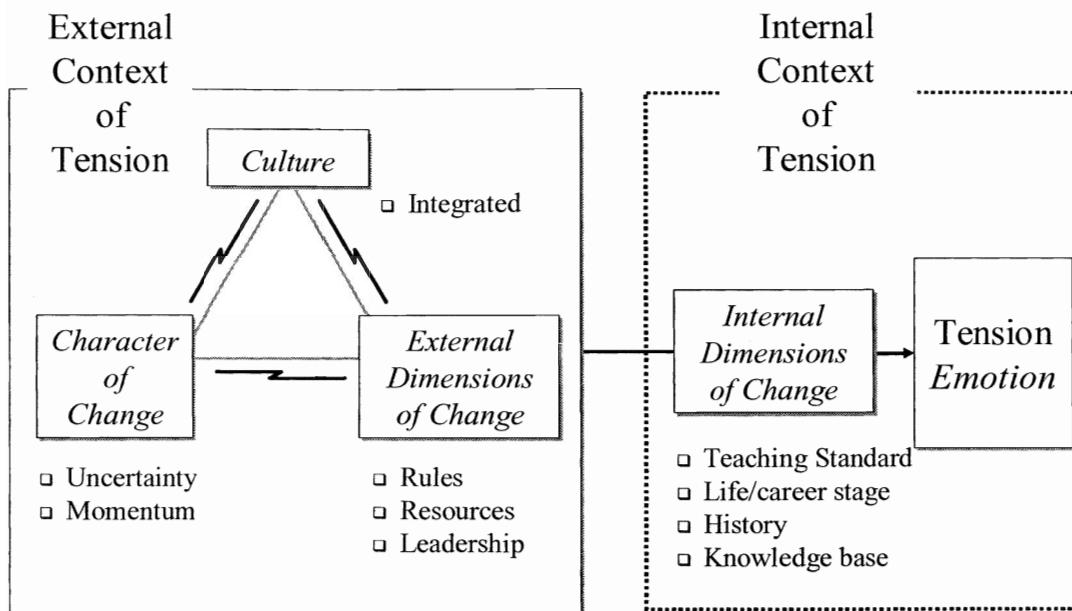 External
Context
of
Tension
Culture
❑ Integrated
Character
of
Change
❑ Uncertainty
❑ Momentum
External
Dimensions
of Change
❑ Rules
❑ Resources
❑ Leadership
Internal
Context
of
Tension
Internal
Dimensions
of Change
❑ Teaching Standard
❑ Life/career stage
❑ History
❑ Knowledge base
Tension
Emotion